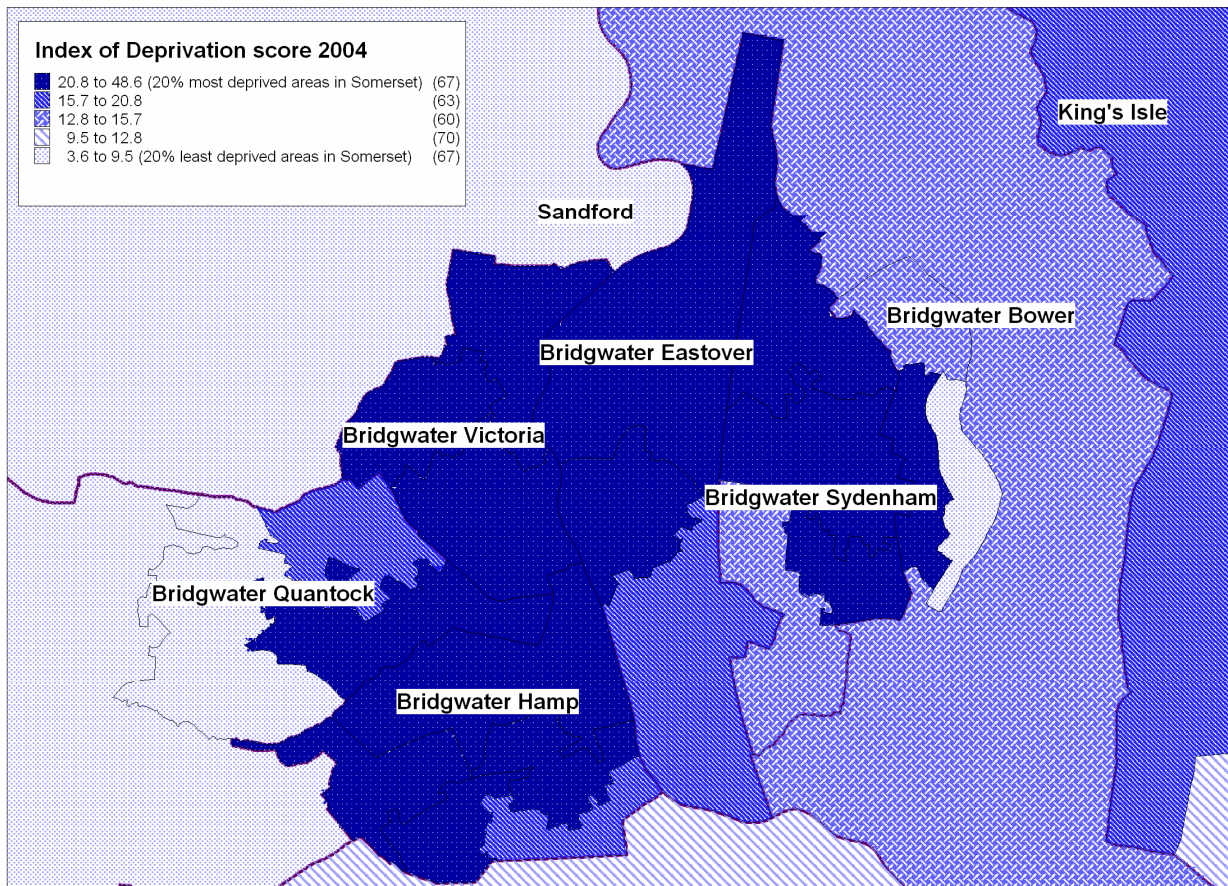 Index of Deprivation score 2004
20.8 to 48.6 (20% most deprived areas in Somerset) (67)
15.7 to 20.8 (63)
12.8 to 15.7 (60)
9.5 to 12.8 (70)
3.6 to 9.5 (20% least deprived areas in Somerset) (67)
King's Isle
Sandford
Bridgwater Bower
Bridgwater Eastover
Bridgwater Victoria
Bridgwater Sydenham
Bridgwater Quantock
Bridgwater Hamp